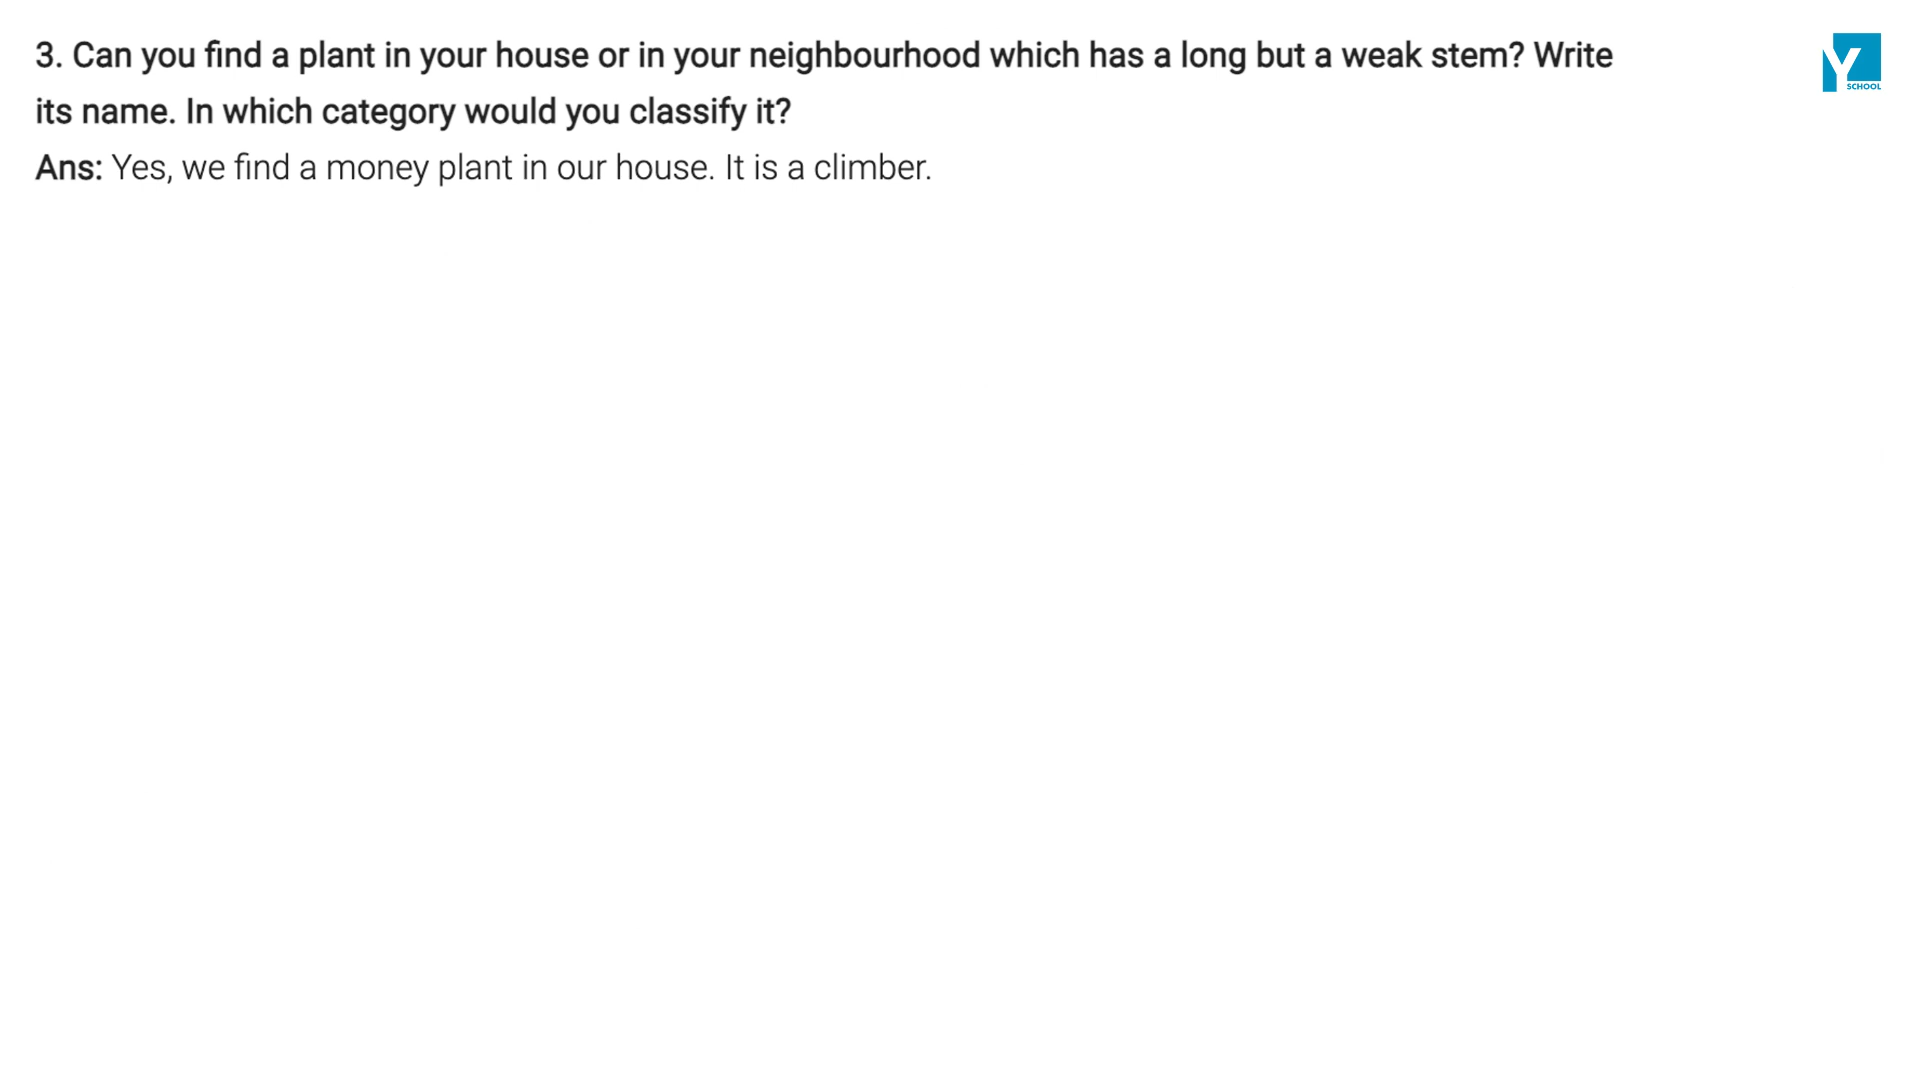 3. Can you find a plant in your house or in your neighbourhood which has a long but a weak stem? Write
its name. In which category would you classify it?
Ans: Yes, we find a money plant in our house. It is a climber.
Y
SCHOOL